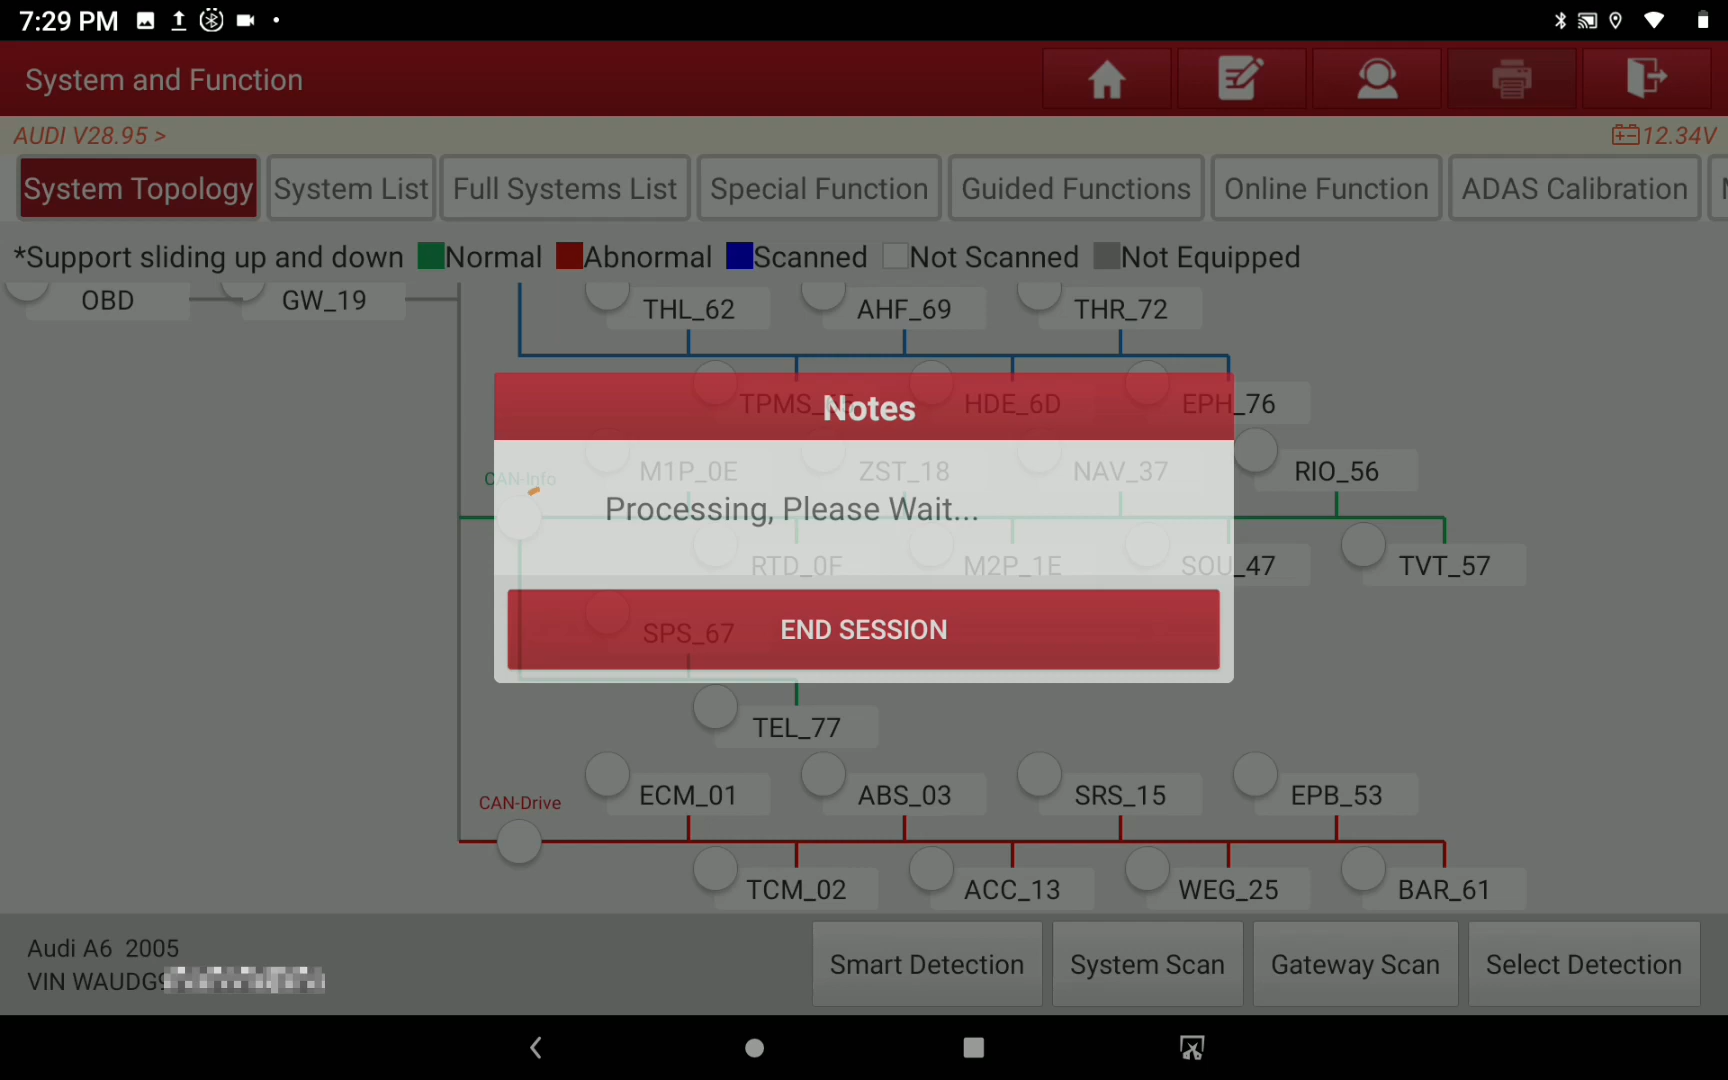 7:29 PM
System and Function
AUDI V28.95 >
12.34V
System Topology
System List
Full Systems List
Special Function
Guided Functions
Online Function
ADAS Calibration
*Support sliding up and down
Normal
Abnormal
Scanned
Not Scanned
Not Equipped
OBD
GW_19
THL_62
AHF_69
THR_72
Notes
HDE_6D
EPH_76
CAN-Info
M1P_0E
ZST_18
NAV_37
RIO_56
Processing, Please Wait...
RTD_0F
M2P_1E
SOU_47
TVT_57
SPS_67
END SESSION
TEL_77
CAN-Drive
ECM_01
ABS_03
SRS_15
EPB_53
TCM_02
ACC_13
WEG_25
BAR_61
Audi A6 2005
VIN WAUDG
Smart Detection
System Scan
Gateway Scan
Select Detection